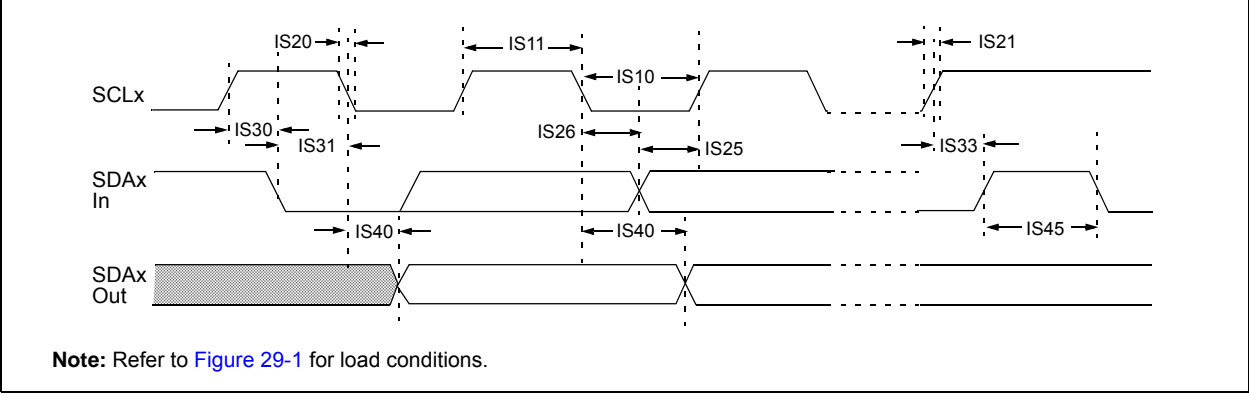 IS20
IS11
IS10
IS21
SCLx
IS30
IS31
IS26
IS25
IS33
SDAx
In
IS40
IS40
IS45
SDAx
Out
Note: Refer to Figure 29-1 for load conditions.